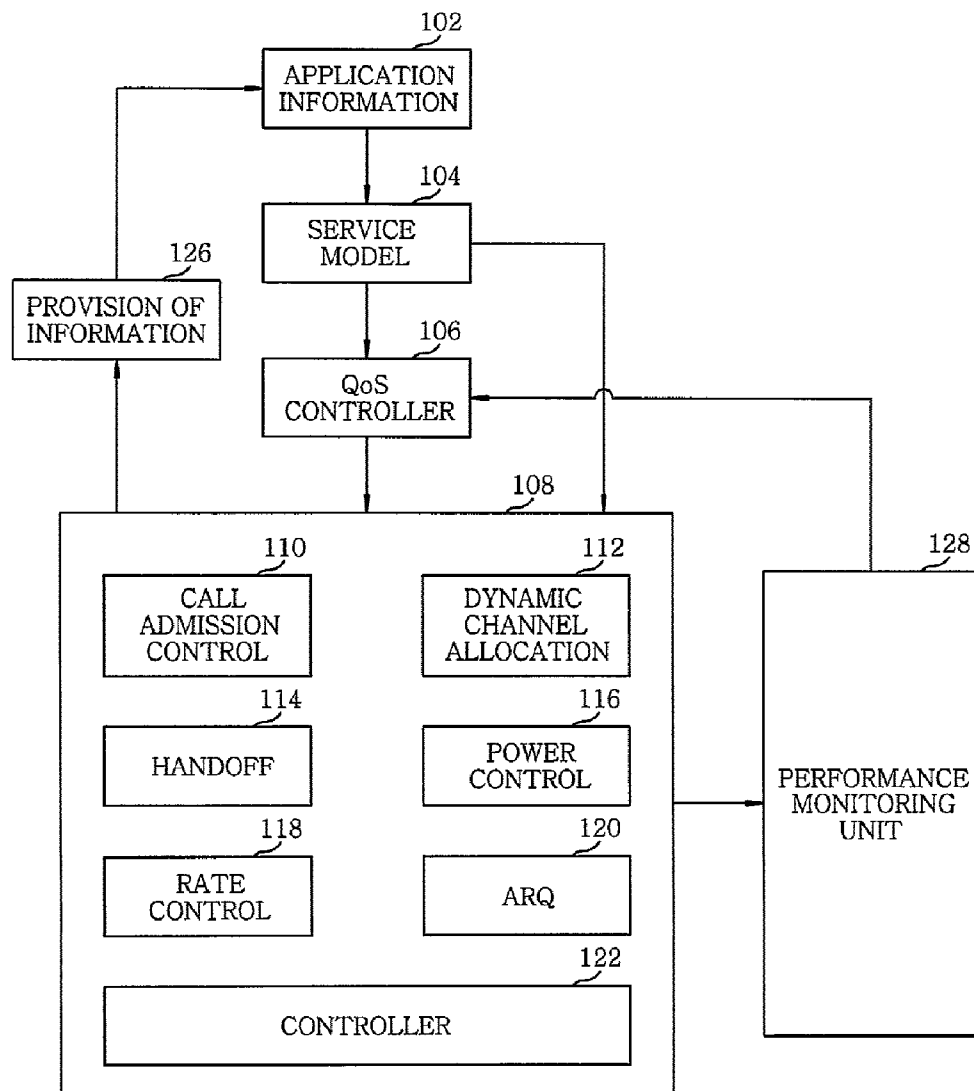 102
APPLICATION
INFORMATION
104
SERVICE
MODEL
126
PROVISION OF
INFORMATION
106
QoS
CONTROLLER
108
110
CALL
ADMISSION
CONTROL
112
DYNAMIC
CHANNEL
ALLOCATION
128
PERFORMANCE
MONITORING
UNIT
114
HANDOFF
116
POWER
CONTROL
118
RATE
CONTROL
120
ARQ
122
CONTROLLER